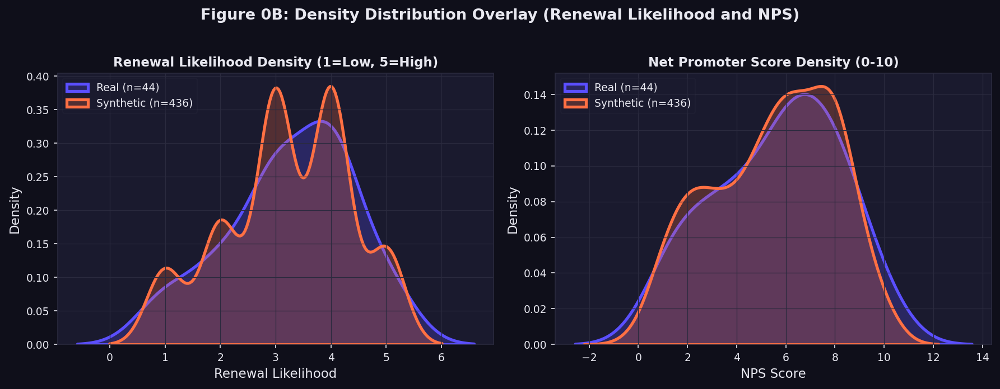 Figure 0B: Density Distribution Overlay (Renewal Likelihood and NPS)
Renewal Likelihood Density (1=Low, 5=High)
Real (n=44)
Synthetic (n=436)
0.40
0.35
0.30
0.25
0.20
0.15
0.10
0.05
0.00
Density
0 1 2 3 4 5 6
Renewal Likelihood
Net Promoter Score Density (0-10)
Real (n=44)
Synthetic (n=436)
0.14
0.12
0.10
0.08
0.06
0.04
0.02
0.00
Density
−2 0 2 4 6 8 10 12 14
NPS Score